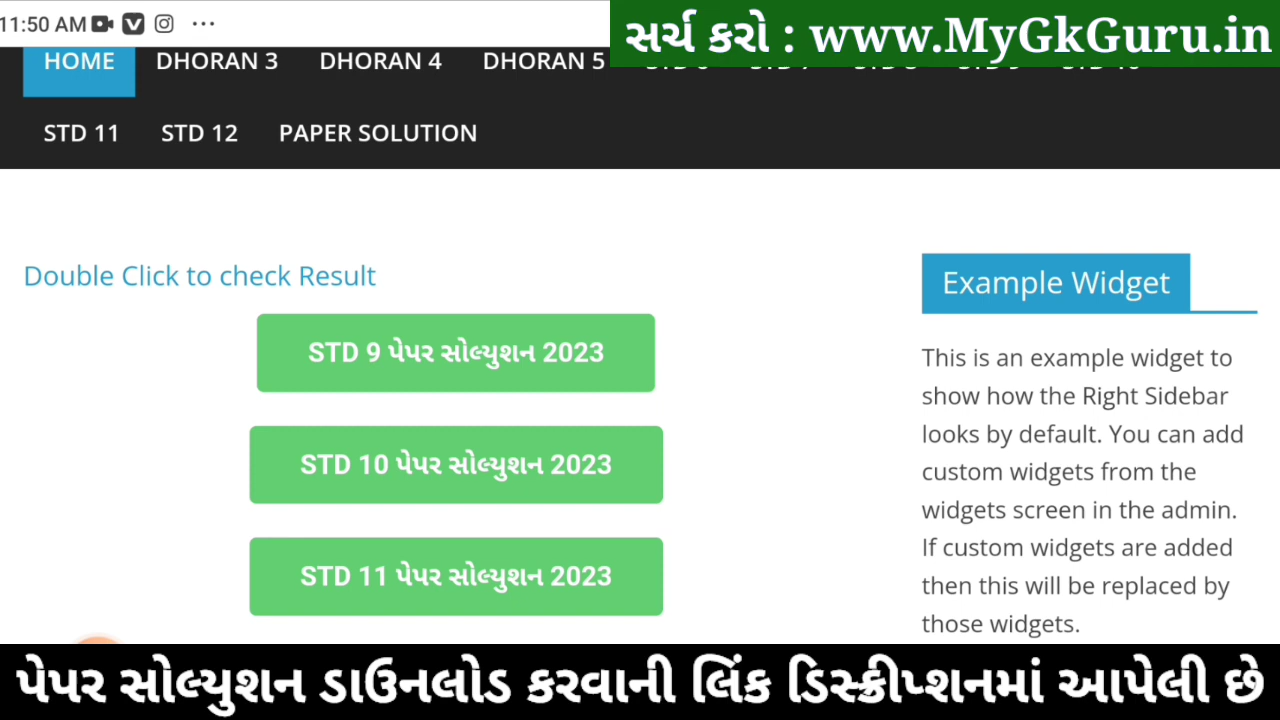 11:50 AM
સર્ચ કરો : www.MyGkGuru.in
HOME DHORAN 3 DHORAN 4 DHORAN 5
STD 11 STD 12 PAPER SOLUTION
Double Click to check Result
STD 9 પેપર સોલ્યુશન 2023
STD 10 પેપર સોલ્યુશન 2023
STD 11 પેપર સોલ્યુશન 2023
Example Widget
This is an example widget to
show how the Right Sidebar
looks by default. You can add
custom widgets from the
widgets screen in the admin.
If custom widgets are added
then this will be replaced by
those widgets.
પેપર સોલ્યુશન ડાઉનલોડ કરવાની લિંક ડિસ્ક્રીપ્શનમાં આપેલી છે